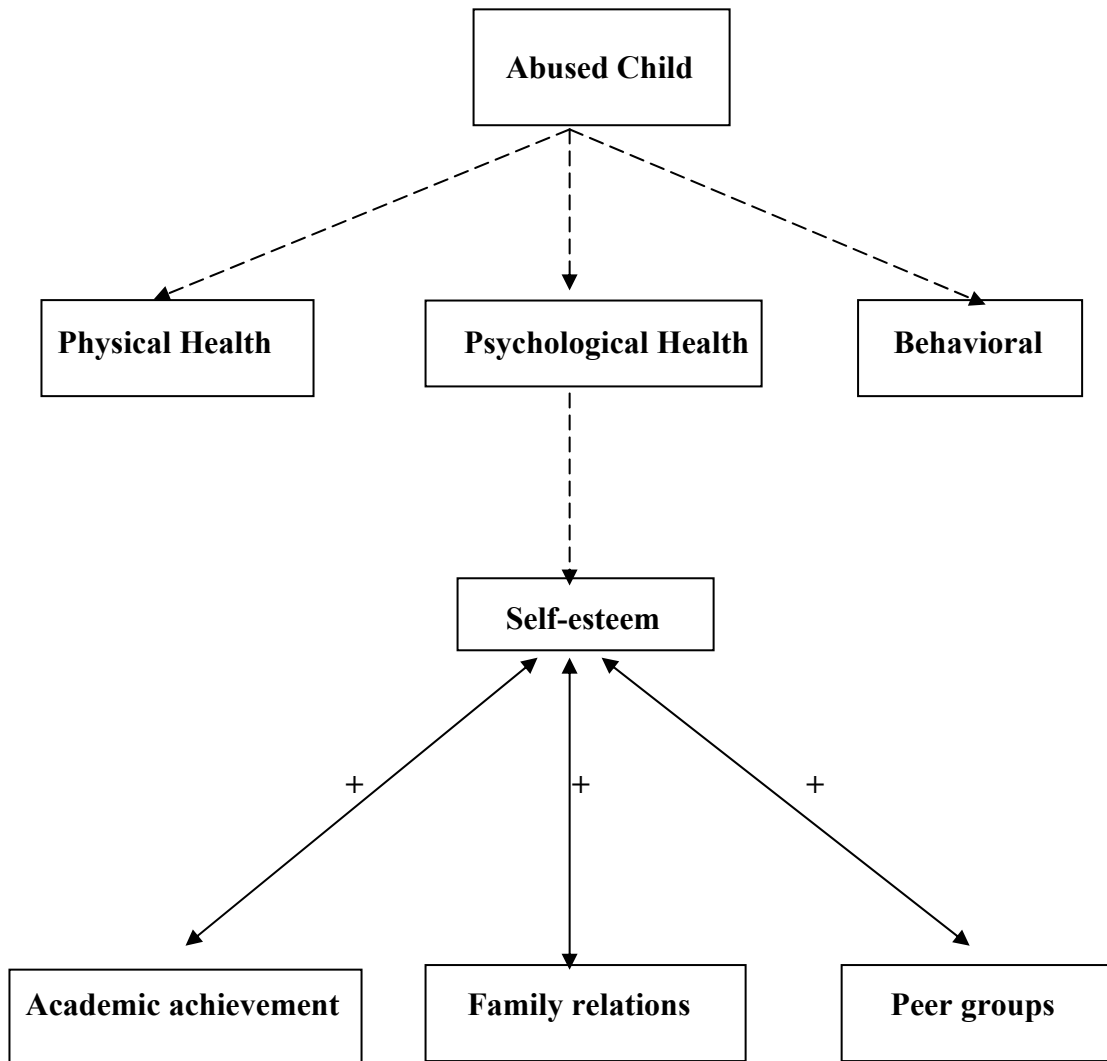 Abused Child
Physical Health
Psychological Health
Behavioral
Self-esteem
+
+
+
Academic achievement
Family relations
Peer groups